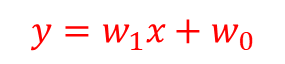 y = w₁x + w₀